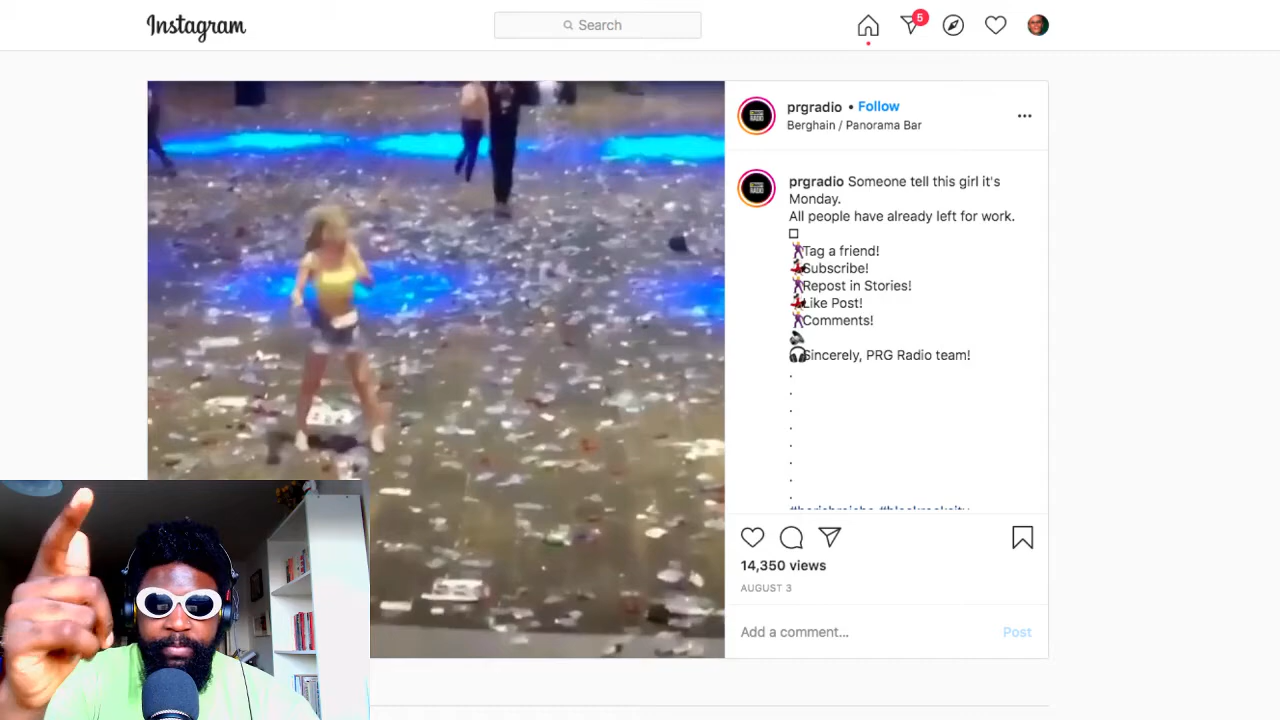 Instagram
Search
6
prgradio • Follow
Berghain / Panorama Bar
prgradio Someone tell this girl it's
Monday.
All people have already left for work.
Tag a friend!
Subscribe!
Repost in Stories!
Like Post!
Comments!
Sincerely, PRG Radio team!
.
.
.
.
.
.
.
.
14,350 views
AUGUST 3
Add a comment...
Post